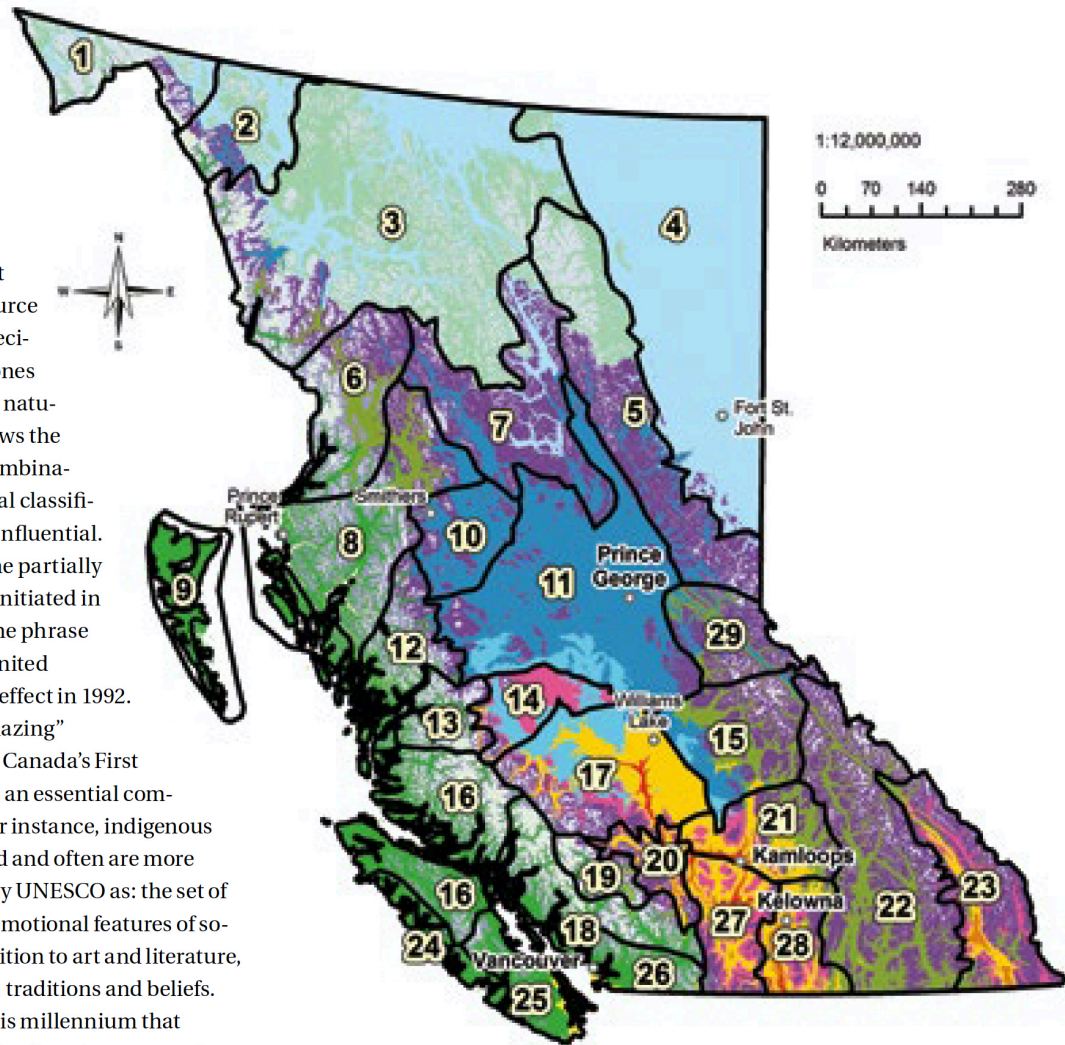 1
2
3
4
1:12,000,000
0 70 140 280
Kilometers
N
W E
S
t
urce
eci-
ones
natu-
ws the
ombina-
al classifi-
nfluential.
ne partially
nitiated in
he phrase
nited
effect in 1992.
lazing”
Canada’s First
an essential com-
r instance, indigenous
d and often are more
y UNESCO as: the set of
motional features of so-
ition to art and literature,
traditions and beliefs.
is millennium that
5
6
7
Fort St.
John
Prince
Rupert
Smithers
8
9
10
11
Prince
George
12
29
13
14
Williams
Lake
15
16
17
21
20
Kamloops
19
16
Kelowna
22
23
24
18
27
28
Vancouver
25
26